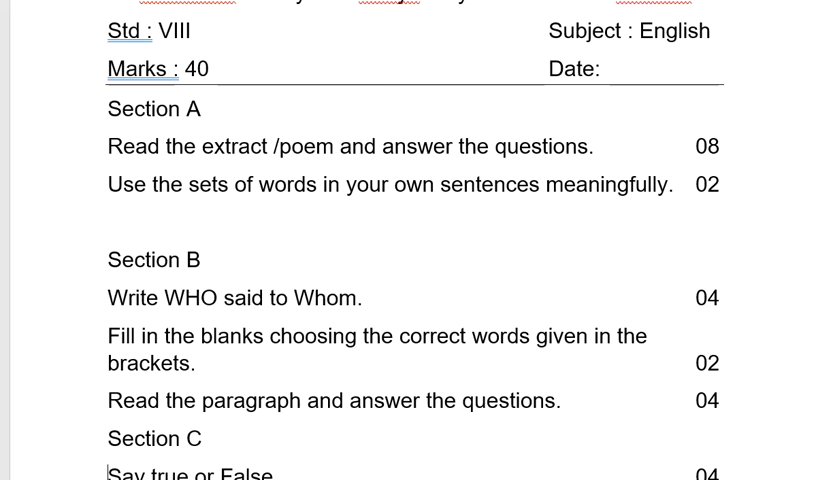 Std : VIII Subject : English
Marks : 40 Date:
Section A
Read the extract /poem and answer the questions. 08
Use the sets of words in your own sentences meaningfully. 02
Section B
Write WHO said to Whom. 04
Fill in the blanks choosing the correct words given in the
brackets. 02
Read the paragraph and answer the questions. 04
Section C
Say true or False 04